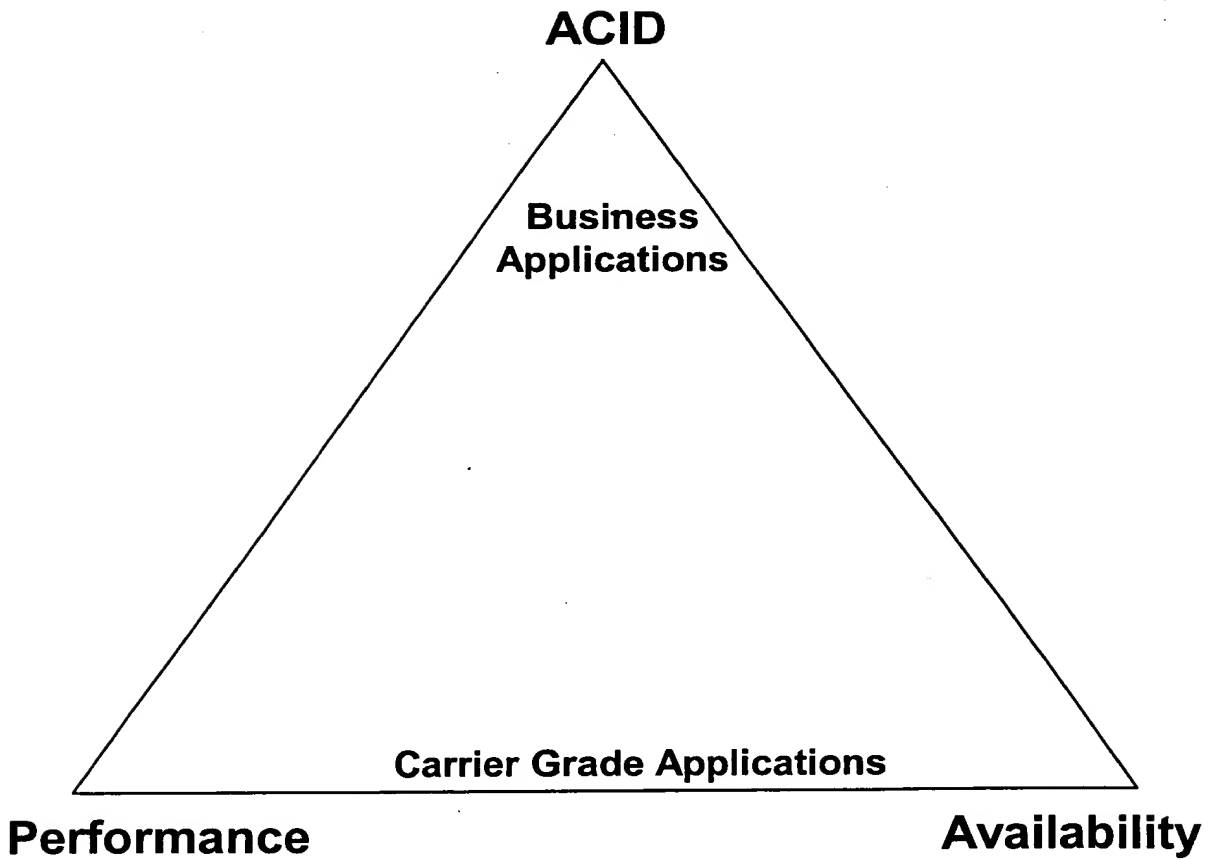 ACID
Business
Applications
Carrier Grade Applications
Performance
Availability